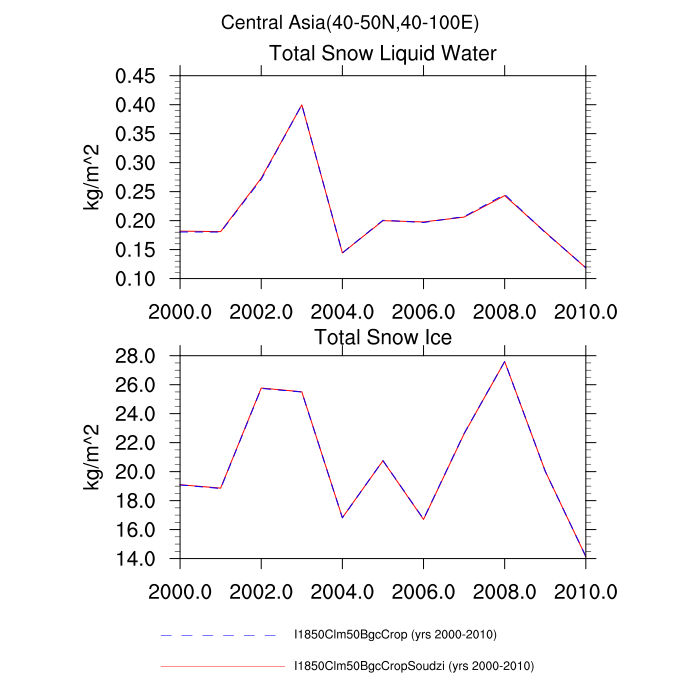 Central Asia(40-50N,40-100E)
Total Snow Liquid Water
0.45
0.40
0.35
0.30
0.25
0.20
0.15
0.10
kg/m^2
2000.0 2002.0 2004.0 2006.0 2008.0 2010.0
Total Snow Ice
28.0
26.0
24.0
22.0
20.0
18.0
16.0
14.0
kg/m^2
2000.0 2002.0 2004.0 2006.0 2008.0 2010.0
I1850Clm50BgcCrop (yrs 2000-2010)
I1850Clm50BgcCropSoudzi (yrs 2000-2010)